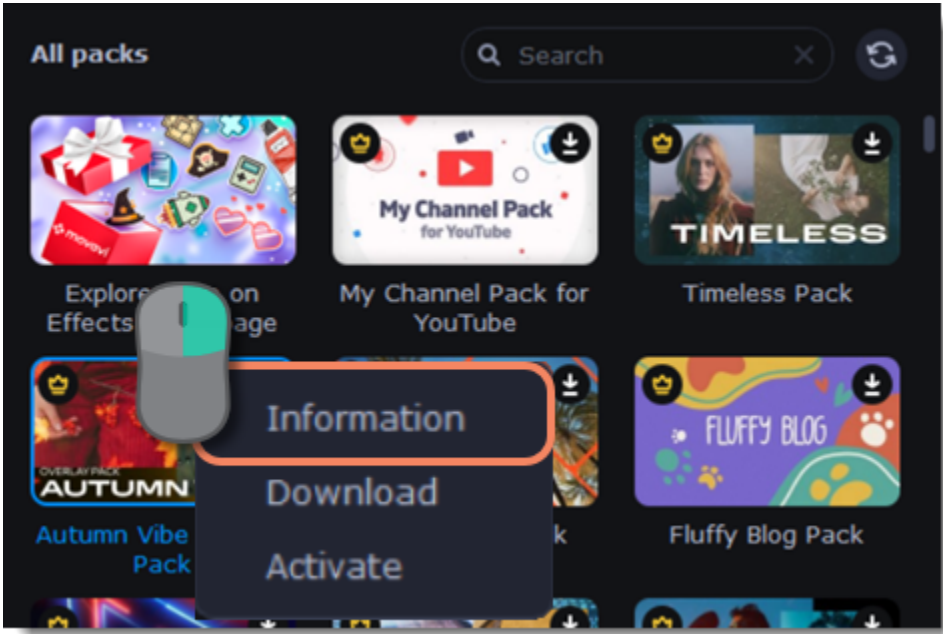 All packs
Search
movavi
My Channel Pack
for YouTube
TIMELESS
Explore on
Effects age
My Channel Pack for
YouTube
Timeless Pack
OVERLAY PACK
AUTUMN
FLUFFY BLOG
Information
Download
Activate
Autumn Vibe
Pack
k
Fluffy Blog Pack